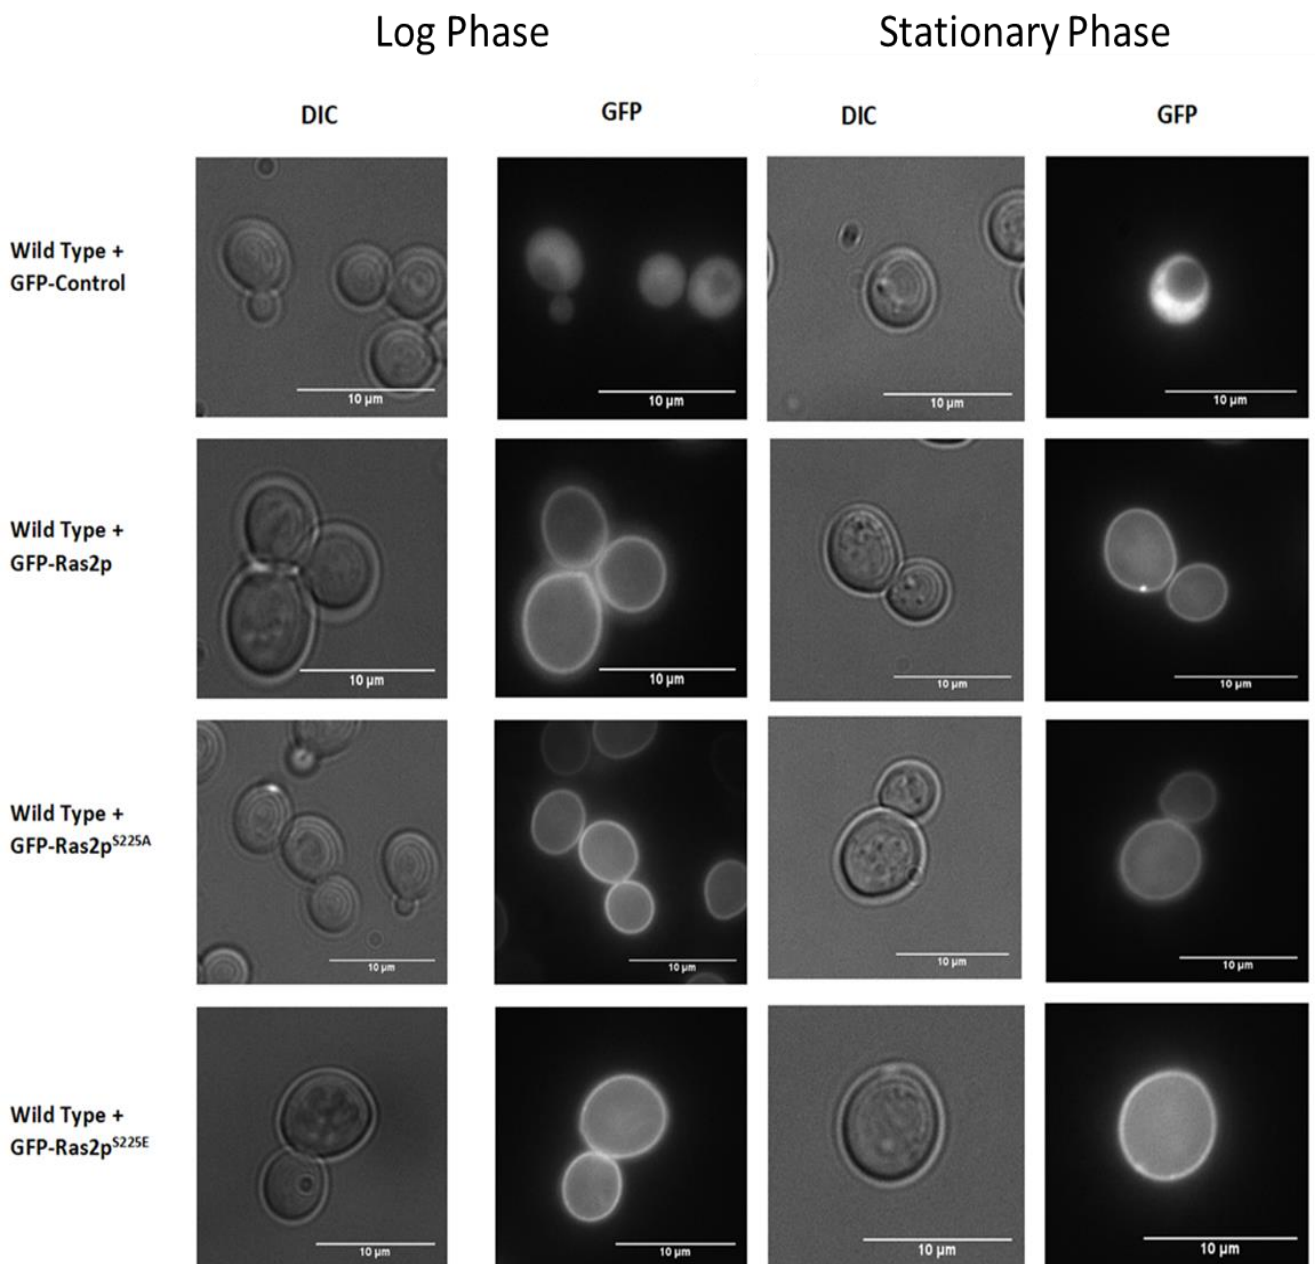 Log Phase
Stationary Phase
DIC
GFP
DIC
GFP
Wild Type +
GFP-Control
10 µm
10 µm
10 µm
10 µm
Wild Type +
GFP-Ras2p
10 µm
10 µm
10 µm
10 µm
Wild Type +
GFP-Ras2pS225A
10 µm
10 µm
10 µm
10 µm
Wild Type +
GFP-Ras2pS225E
10 µm
10 µm
10 µm
10 µm